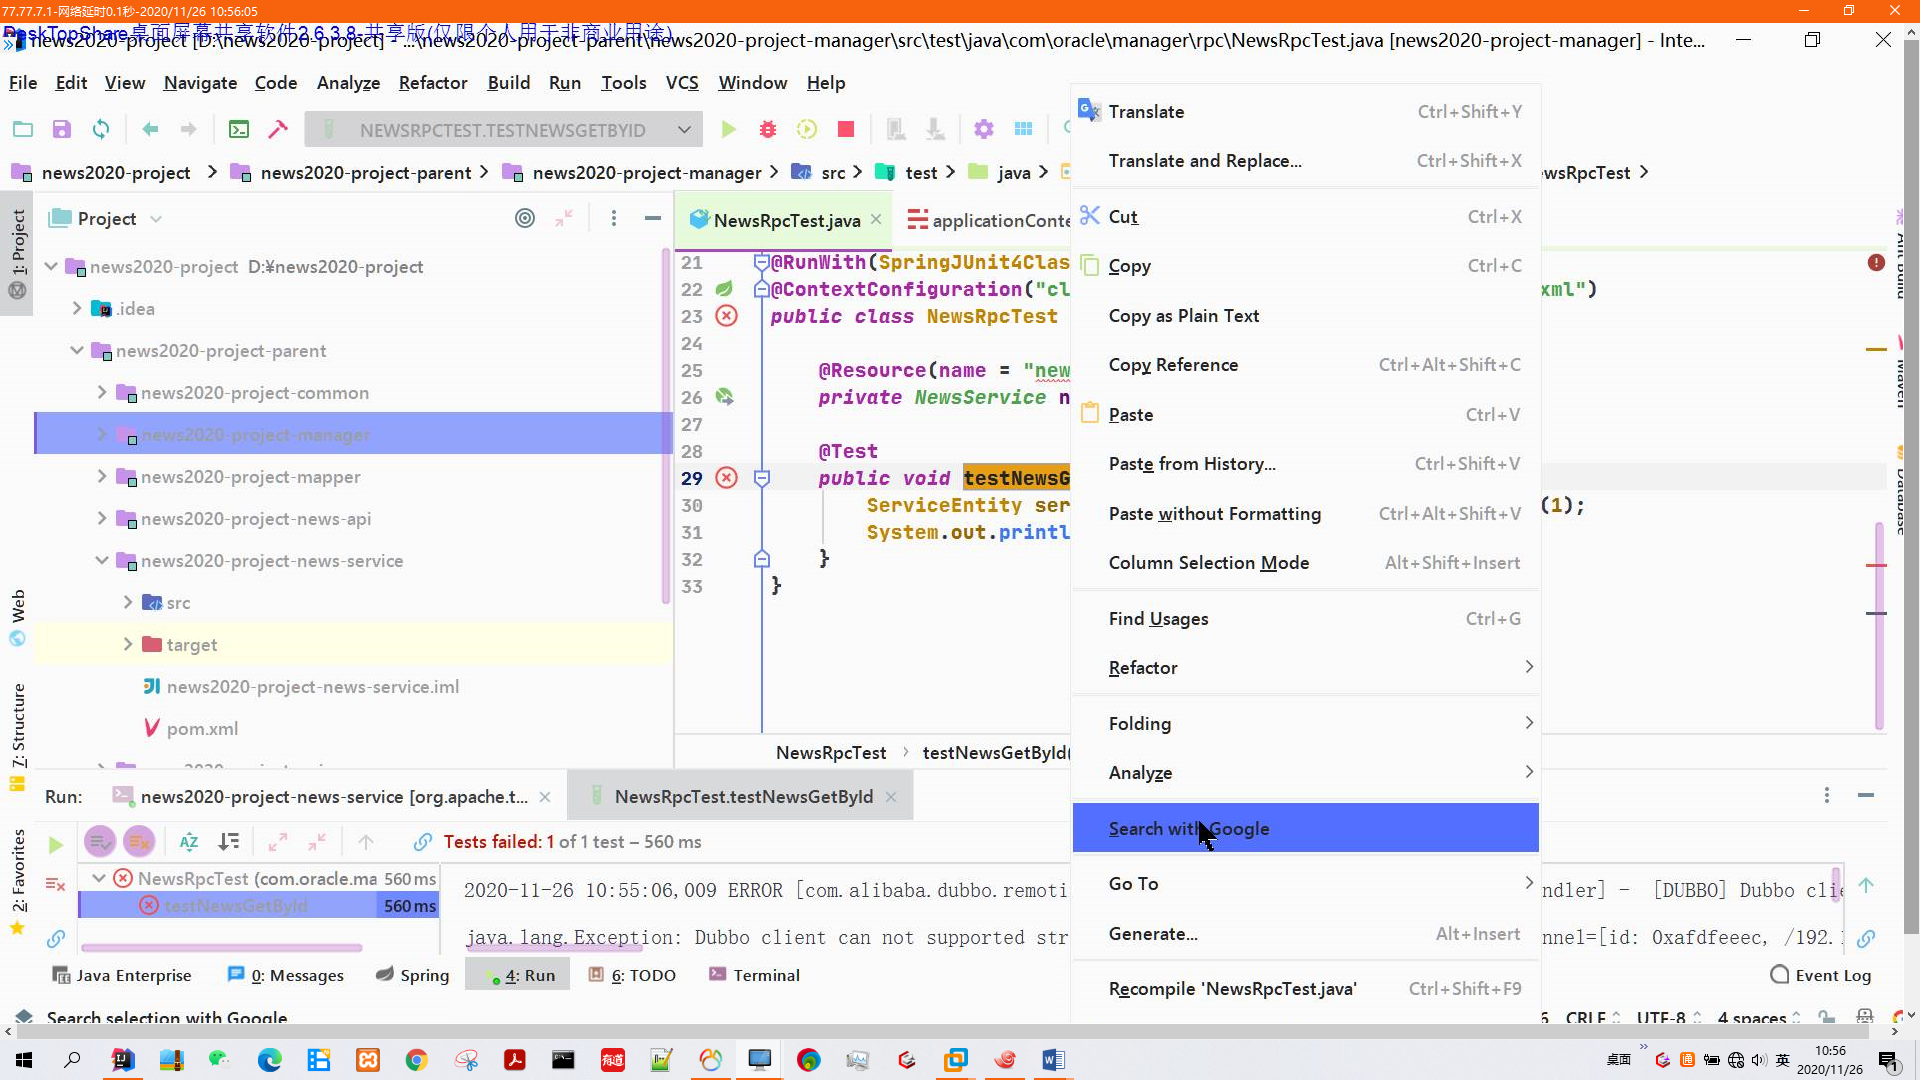 77.77.7.1-网络延时0.1秒-2020/11/26 10:56:05
DeskTopShare桌面屏幕共享软件2.6.3.8-共享版(仅限个人用于非商业用途)
news2020-project [D:\news2020-project] - ...\news2020-project-parent\news2020-project-manager\src\test\java\com\oracle\manager\rpc\NewsRpcTest.java [news2020-project-manager] - Inte...
File Edit View Navigate Code Analyze Refactor Build Run Tools VCS Window Help
NEWSRPCTEST.TESTNEWSGETBYID
news2020-project news2020-project-parent news2020-project-manager src test java wsRpcTest
1: Project
Web
7: Structure
2: Favorites
Project
news2020-project D:¥news2020-project
.idea
news2020-project-parent
news2020-project-common
news2020-project-manager
news2020-project-mapper
news2020-project-news-api
news2020-project-news-service
src
target
news2020-project-news-service.iml
pom.xml
NewsRpcTest.java applicationConte
21 @RunWith(SpringJUnit4Clas
22 @ContextConfiguration("cl xml")
23 public class NewsRpcTest
24
25 @Resource(name = "new
26 private NewsService n
27
28 @Test
29 public void testNewsG
30 ServiceEntity ser (1);
31 System.out.printl
32 }
33 }
NewsRpcTest testNewsGetById(
Translate Ctrl+Shift+Y
Translate and Replace... Ctrl+Shift+X
Cut Ctrl+X
Copy Ctrl+C
Copy as Plain Text
Copy Reference Ctrl+Alt+Shift+C
Paste Ctrl+V
Paste from History... Ctrl+Shift+V
Paste without Formatting Ctrl+Alt+Shift+V
Column Selection Mode Alt+Shift+Insert
Find Usages Ctrl+G
Refactor
Folding
Analyze
Search with Google
Go To
Generate... Alt+Insert
Recompile 'NewsRpcTest.java' Ctrl+Shift+F9
Ant Build
Maven
Database
Run: news2020-project-news-service [org.apache.t... NewsRpcTest.testNewsGetById
Tests failed: 1 of 1 test – 560 ms
NewsRpcTest (com.oracle.ma 560 ms
testNewsGetById 560 ms
2020-11-26 10:55:06,009 ERROR [com.alibaba.dubbo.remoti ndler] - [DUBBO] Dubbo clie
java.lang.Exception: Dubbo client can not supported str nnel=[id: 0xafdfeeec, /192.
Java Enterprise 0: Messages Spring 4: Run 6: TODO Terminal Event Log
Search selection with Google
6 CRLF UTF-8 4 spaces
有道
桌面 英
10:56
2020/11/26
1